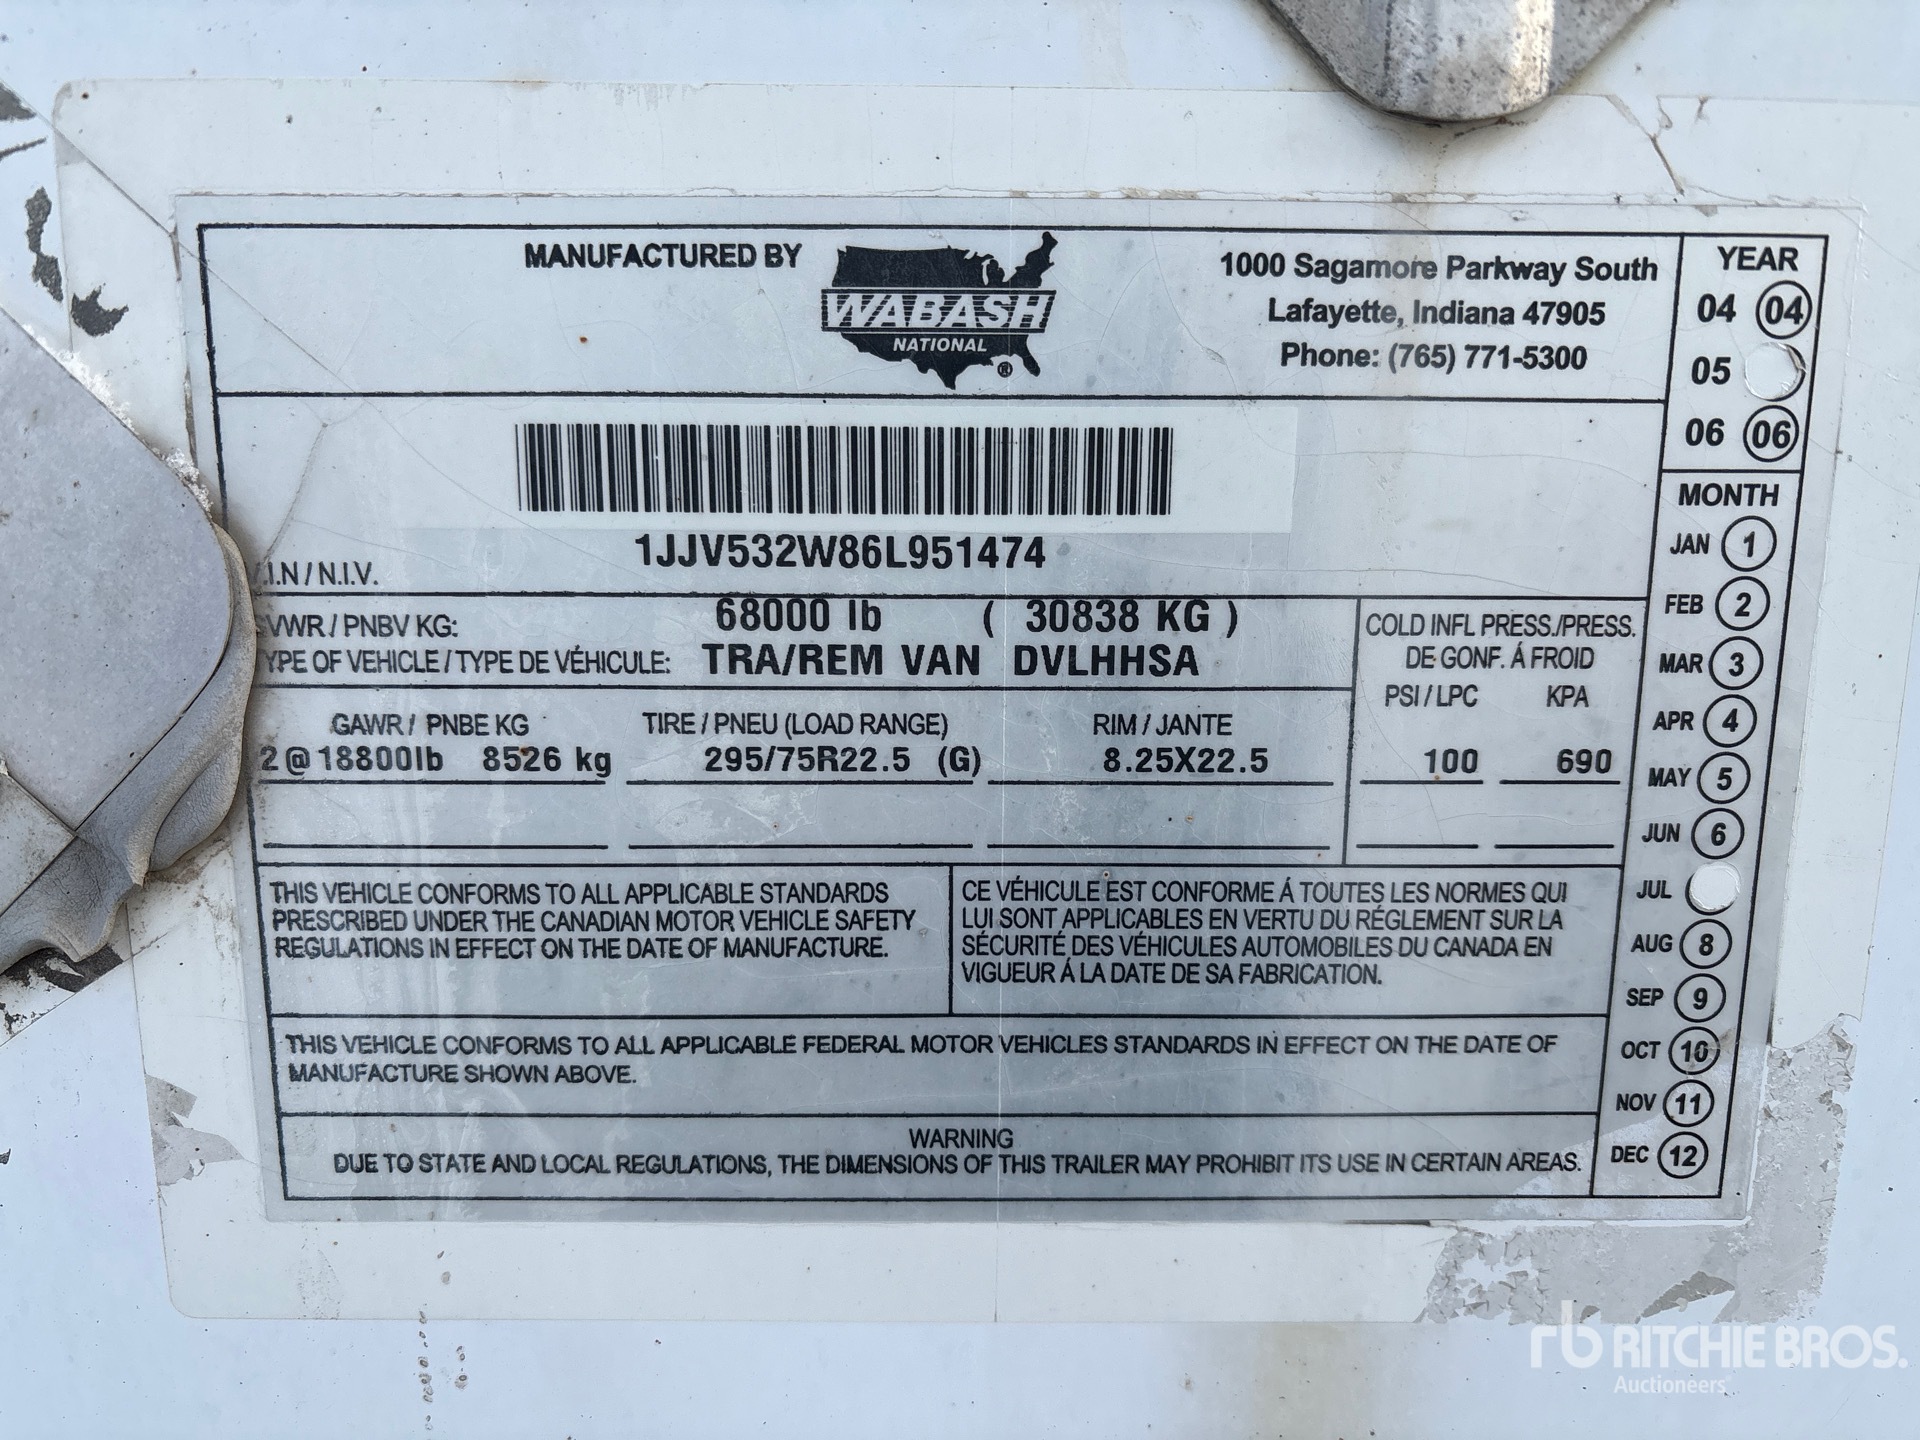 MANUFACTURED BY
WABASH
NATIONAL
®
1000 Sagamore Parkway South
Lafayette, Indiana 47905
Phone: (765) 771-5300
YEAR
04 04
05
06 06
1JJV532W86L951474
.I.N / N.I.V.
VWR / PNBV KG: 68000 lb ( 30838 KG )
YPE OF VEHICLE / TYPE DE VÉHICULE: TRA/REM VAN DVLHHSA
COLD INFL PRESS./PRESS.
DE GONF. Á FROID
PSI / LPC KPA
GAWR / PNBE KG TIRE / PNEU (LOAD RANGE) RIM / JANTE
2@18800lb 8526 kg 295/75R22.5 (G) 8.25X22.5 100 690
MONTH
JAN 1
FEB 2
MAR 3
APR 4
MAY 5
JUN 6
JUL
AUG 8
SEP 9
OCT 10
NOV 11
DEC 12
THIS VEHICLE CONFORMS TO ALL APPLICABLE STANDARDS
PRESCRIBED UNDER THE CANADIAN MOTOR VEHICLE SAFETY
REGULATIONS IN EFFECT ON THE DATE OF MANUFACTURE.
CE VÉHICULE EST CONFORME Á TOUTES LES NORMES QUI
LUI SONT APPLICABLES EN VERTU DU RÉGLEMENT SUR LA
SÉCURITÉ DES VÉHICULES AUTOMOBILES DU CANADA EN
VIGUEUR Á LA DATE DE SA FABRICATION.
THIS VEHICLE CONFORMS TO ALL APPLICABLE FEDERAL MOTOR VEHICLES STANDARDS IN EFFECT ON THE DATE OF
MANUFACTURE SHOWN ABOVE.
WARNING
DUE TO STATE AND LOCAL REGULATIONS, THE DIMENSIONS OF THIS TRAILER MAY PROHIBIT ITS USE IN CERTAIN AREAS.
rb RITCHIE BROS.
Auctioneers